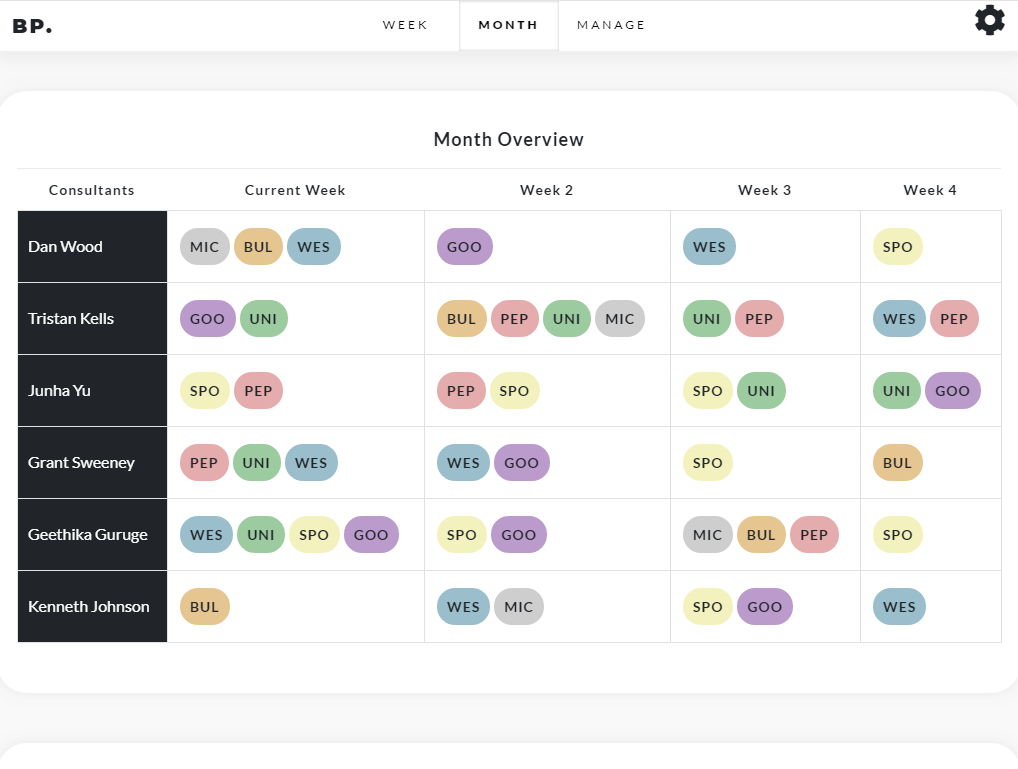 BP. WEEK MONTH MANAGE
Month Overview
Consultants Current Week Week 2 Week 3 Week 4
Dan Wood MIC BUL WES GOO WES SPO
Tristan Kells GOO UNI BUL PEP UNI MIC UNI PEP WES PEP
Junha Yu SPO PEP PEP SPO SPO UNI UNI GOO
Grant Sweeney PEP UNI WES WES GOO SPO BUL
Geethika Guruge WES UNI SPO GOO SPO GOO MIC BUL PEP SPO
Kenneth Johnson BUL WES MIC SPO GOO WES